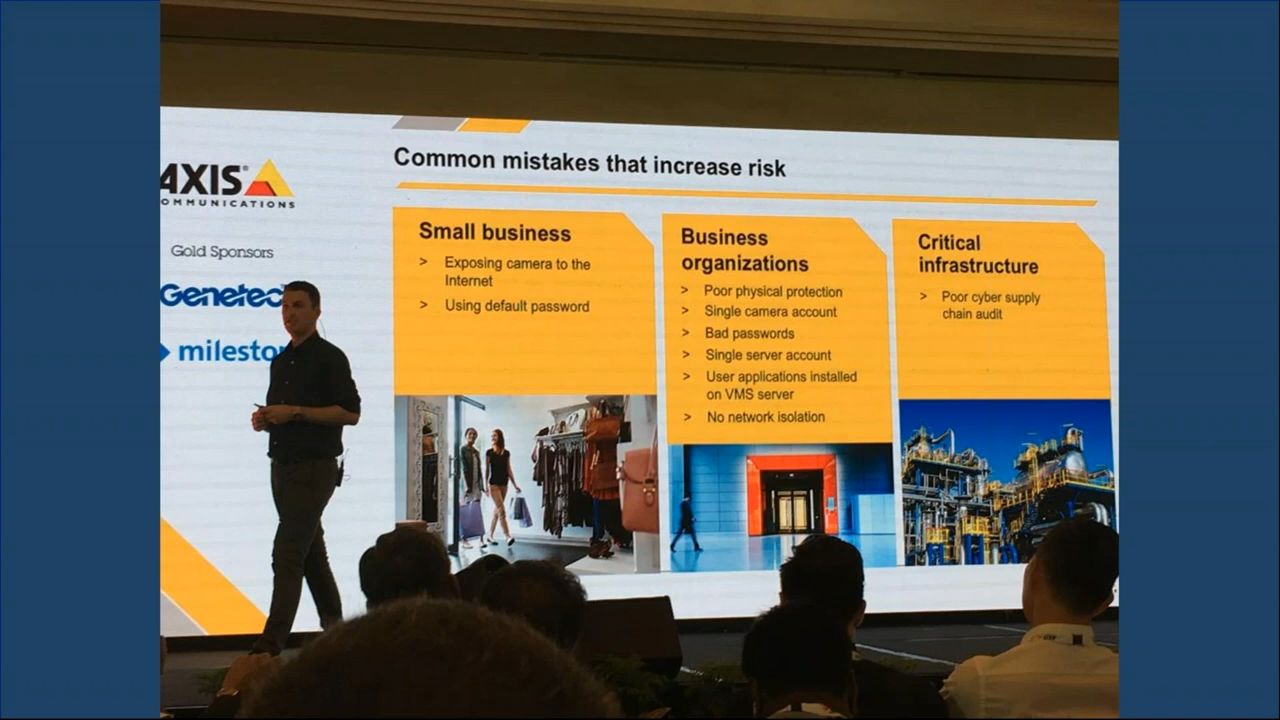 AXIS
COMMUNICATIONS
Gold Sponsors
Genetec
Common mistakes that increase risk
Small business
> Exposing camera to the
Internet
> Using default password
Business
organizations
> Poor physical protection
> Single camera account
> Bad passwords
> Single server account
> User applications installed
on VMS server
> No network isolation
Critical
infrastructure
> Poor cyber supply
chain audit